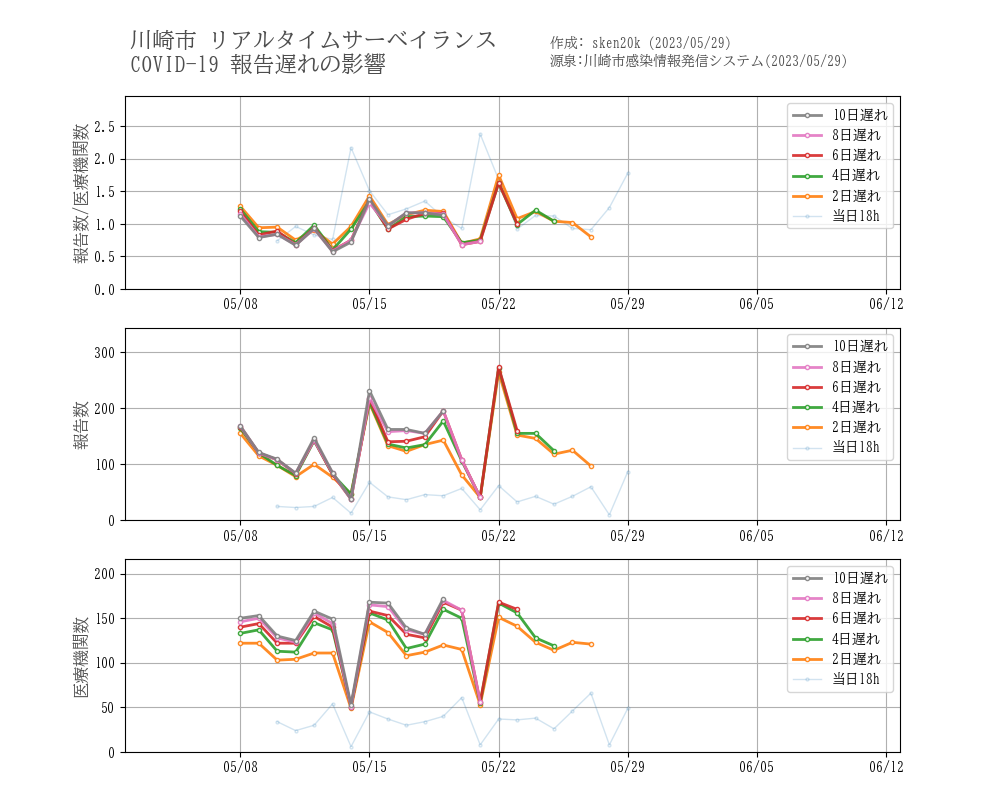 川崎市 リアルタイムサーベイランス
COVID-19 報告遅れの影響
作成: sken20k (2023/05/29)
源泉:川崎市感染情報発信システム(2023/05/29)
報告数/医療機関数
2.5
2.0
1.5
1.0
0.5
0.0
05/08 05/15 05/22 05/29 06/05 06/12
10日遅れ
8日遅れ
6日遅れ
4日遅れ
2日遅れ
当日18h
報告数
300
200
100
0
05/08 05/15 05/22 05/29 06/05 06/12
10日遅れ
8日遅れ
6日遅れ
4日遅れ
2日遅れ
当日18h
医療機関数
200
150
100
50
0
05/08 05/15 05/22 05/29 06/05 06/12
10日遅れ
8日遅れ
6日遅れ
4日遅れ
2日遅れ
当日18h